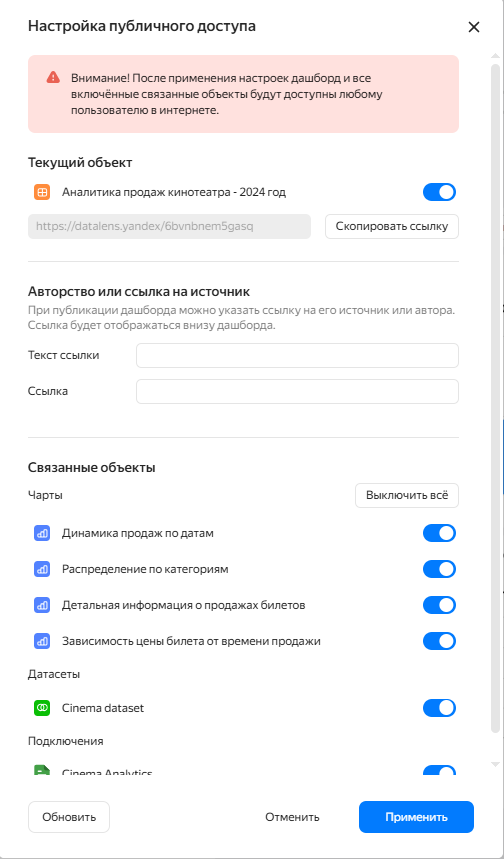 Настройка публичного доступа
Внимание! После применения настроек дашборд и все
включённые связанные объекты будут доступны любому
пользователю в интернете.
Текущий объект
Аналитика продаж кинотеатра - 2024 год
https://datalens.yandex/6bvnbnem5gasq
Скопировать ссылку
Авторство или ссылка на источник
При публикации дашборда можно указать ссылку на его источник или автора.
Ссылка будет отображаться внизу дашборда.
Текст ссылки
Ссылка
Связанные объекты
Чарты
Выключить всё
Динамика продаж по датам
Распределение по категориям
Детальная информация о продажах билетов
Зависимость цены билета от времени продажи
Датасеты
Cinema dataset
Подключения
Cinema Analytics
Обновить
Отменить
Применить